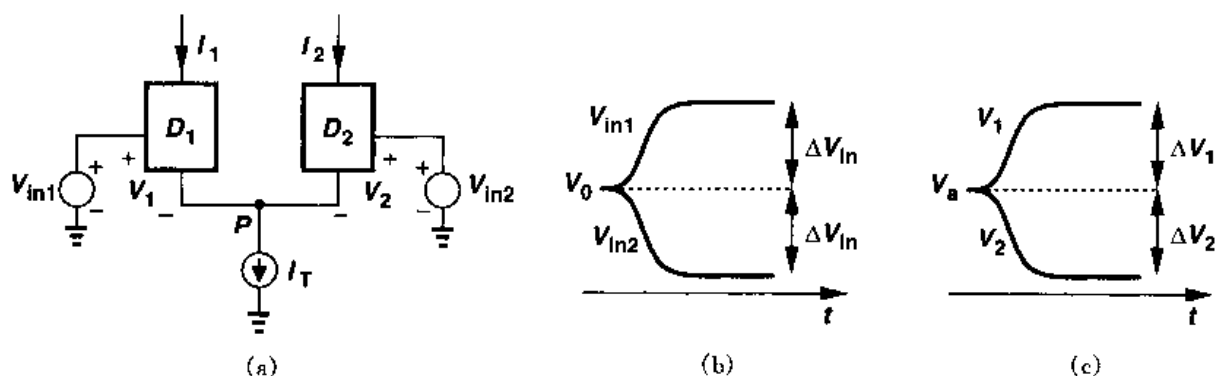 I1 I2
D1 D2
Vin1 + − + V1 − P − + V2 + − Vin2
IT
(a)
Vin1
V0
Vin2
ΔVin
ΔVin
t
(b)
V1
Va
V2
ΔV1
ΔV2
t
(c)